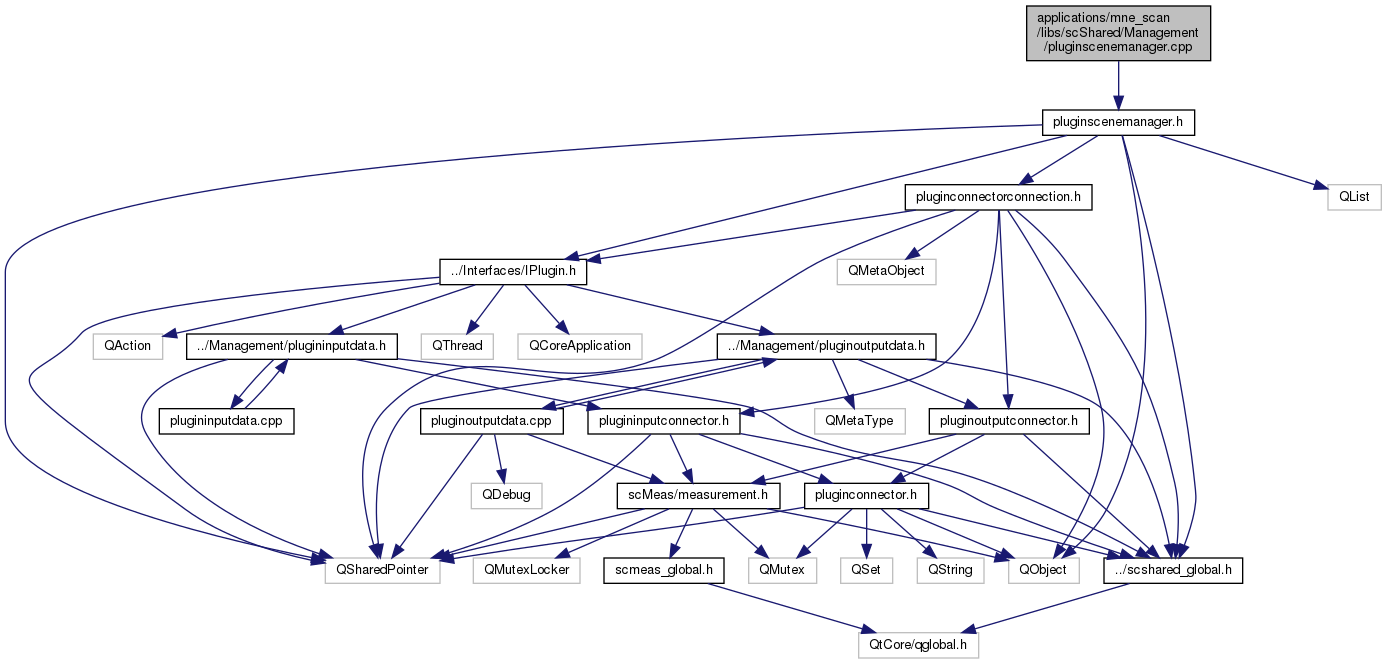 applications/mne_scan
/libs/scShared/Management
/pluginscenemanager.cpp
pluginscenemanager.h
pluginconnectorconnection.h
QList
../Interfaces/IPlugin.h
QMetaObject
QAction
../Management/plugininputdata.h
QThread
QCoreApplication
../Management/pluginoutputdata.h
plugininputdata.cpp
pluginoutputdata.cpp
plugininputconnector.h
QMetaType
pluginoutputconnector.h
QDebug
scMeas/measurement.h
pluginconnector.h
QSharedPointer
QMutexLocker
scmeas_global.h
QMutex
QSet
QString
QObject
../scshared_global.h
QtCore/qglobal.h